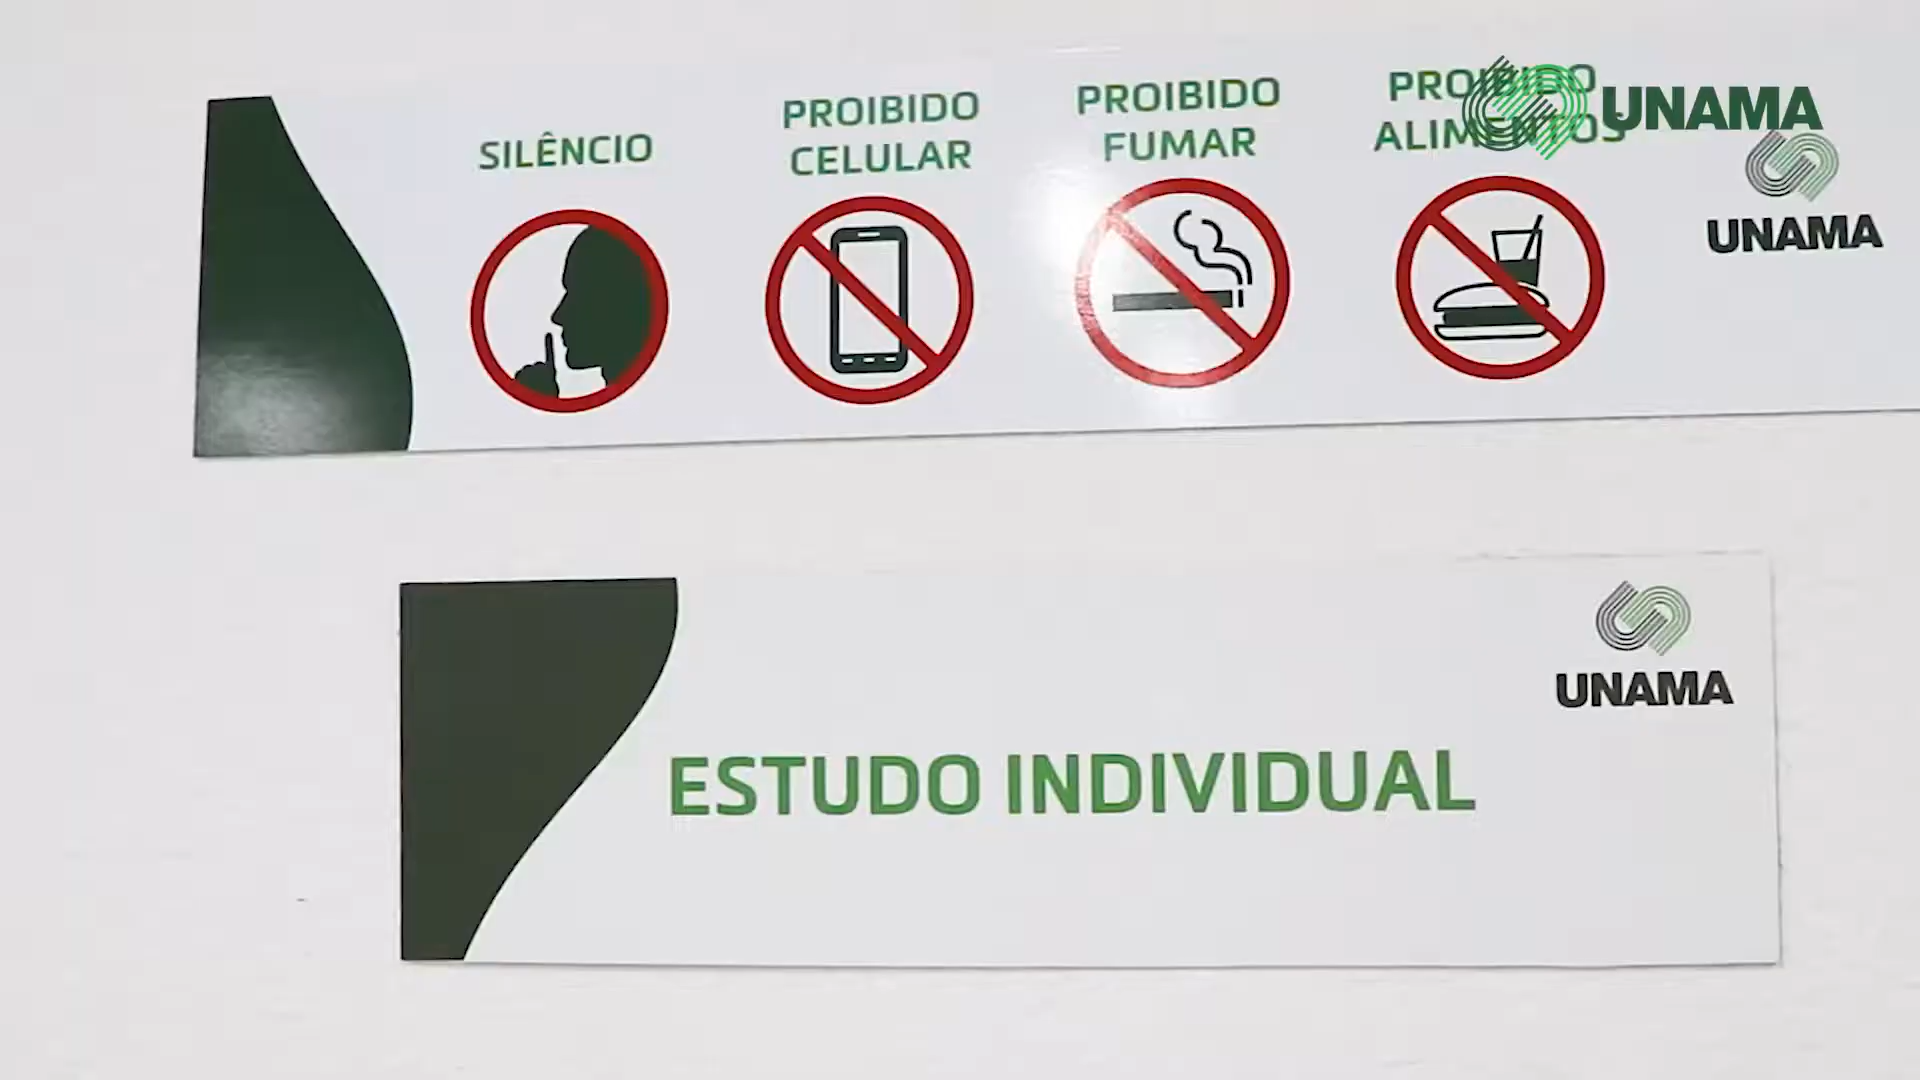 SILÊNCIO
PROIBIDO
CELULAR
PROIBIDO
FUMAR
PROIBIDO
ALIMENTOS
UNAMA
UNAMA
UNAMA
ESTUDO INDIVIDUAL